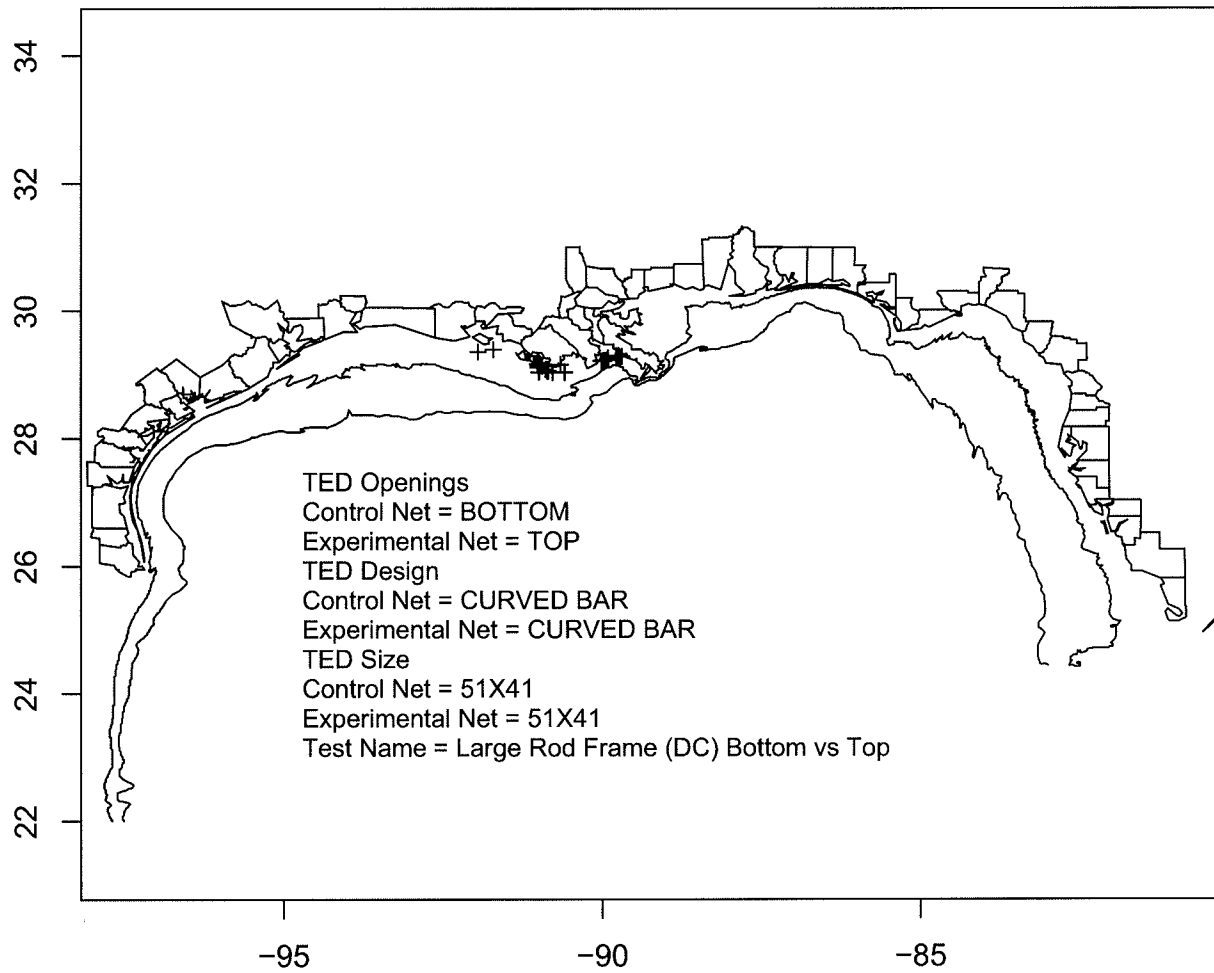 34
32
30
28
26
24
22
TED Openings
Control Net = BOTTOM
Experimental Net = TOP
TED Design
Control Net = CURVED BAR
Experimental Net = CURVED BAR
TED Size
Control Net = 51X41
Experimental Net = 51X41
Test Name = Large Rod Frame (DC) Bottom vs Top
−95
−90
−85